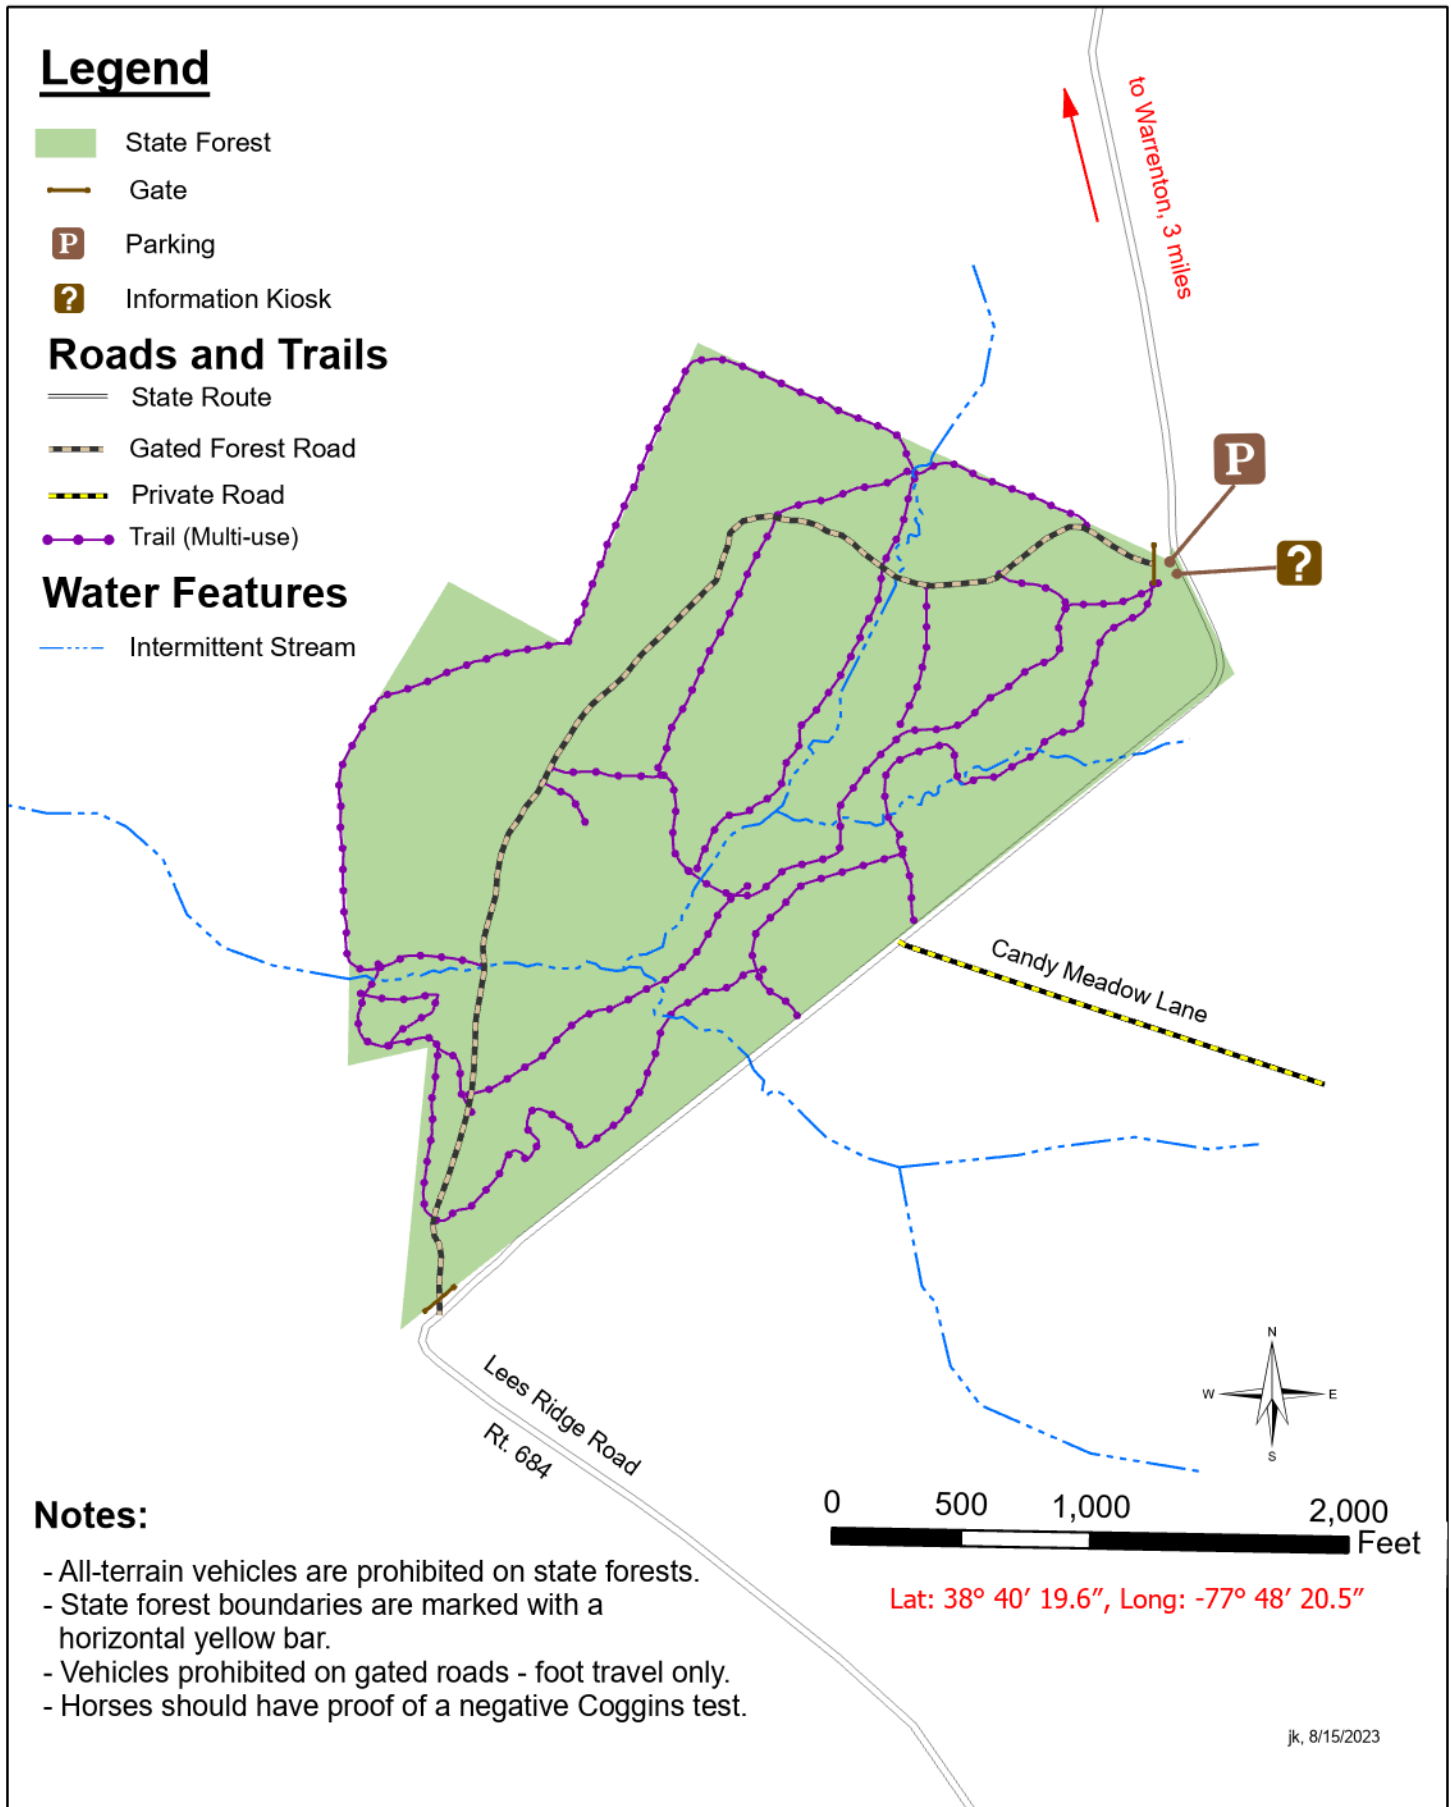 Legend
State Forest
Gate
P
Parking
?
Information Kiosk
Roads and Trails
State Route
Gated Forest Road
Private Road
Trail (Multi-use)
Water Features
Intermittent Stream
to Warrenton, 3 miles
P
?
Candy Meadow Lane
Lees Ridge Road
Rt. 684
N
W
E
S
0 500 1,000 2,000
Feet
Lat: 38° 40′ 19.6″, Long: -77° 48′ 20.5″
Notes:
- All-terrain vehicles are prohibited on state forests.
- State forest boundaries are marked with a
horizontal yellow bar.
- Vehicles prohibited on gated roads - foot travel only.
- Horses should have proof of a negative Coggins test.
jk, 8/15/2023